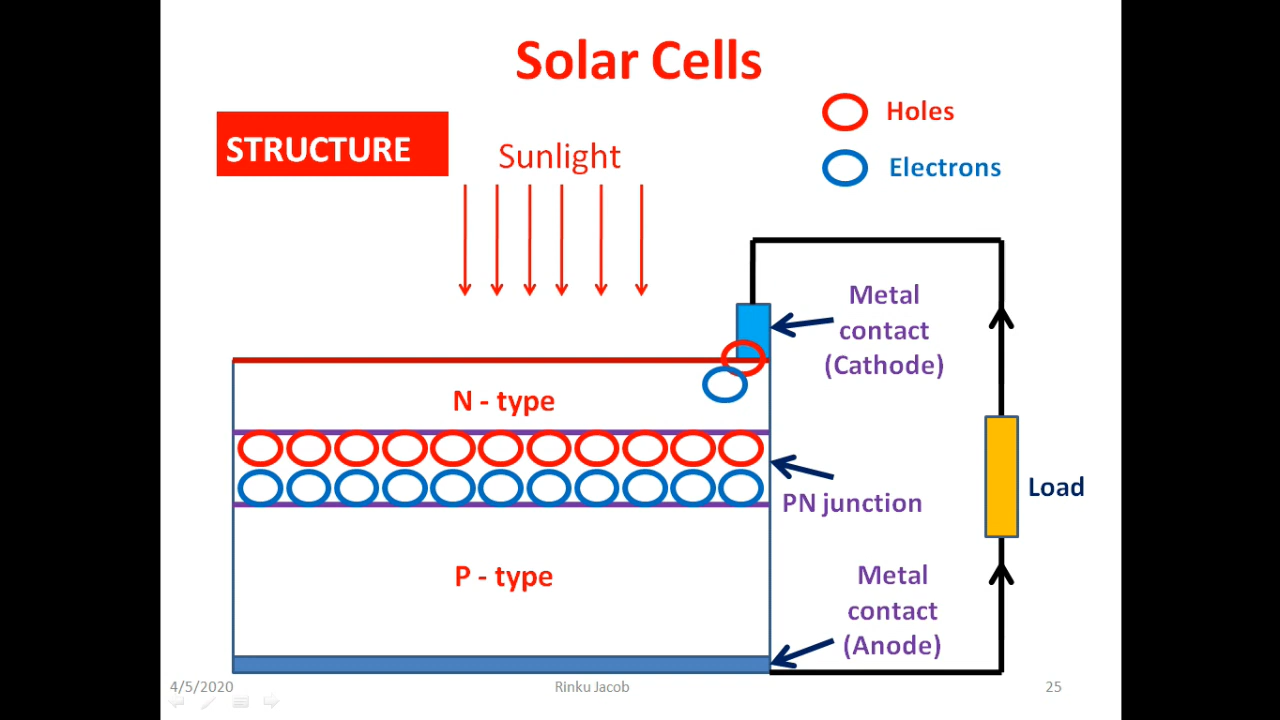 Solar Cells
Holes
STRUCTURE
Sunlight
Electrons
Metal
contact
(Cathode)
N - type
PN junction
Load
P - type
Metal
contact
(Anode)
4/5/2020
Rinku Jacob
25